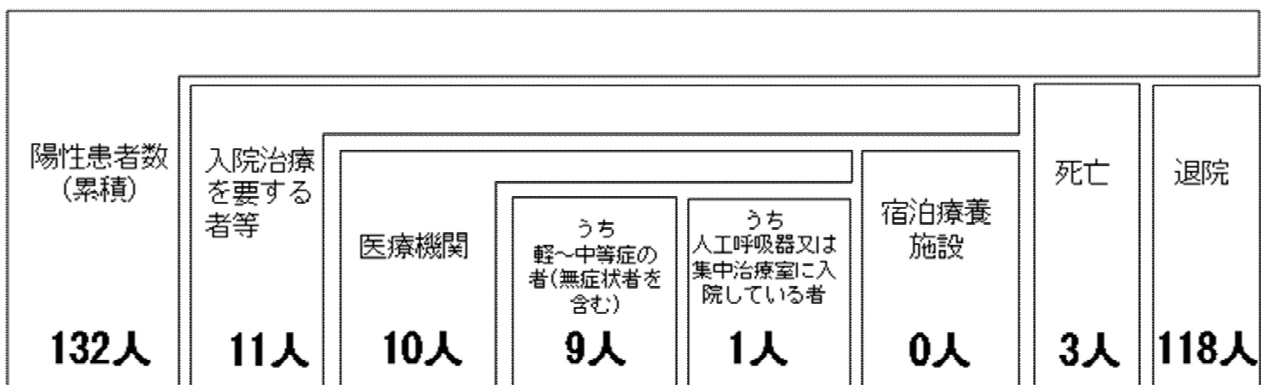 陽性患者数
(累積)
132人
入院治療
を要する
者等
11人
医療機関
10人
うち
軽～中等症の
者(無症状者を
含む)
9人
うち
人工呼吸器又は
集中治療室に入
院している者
1人
宿泊療養
施設
0人
死亡
3人
退院
118人